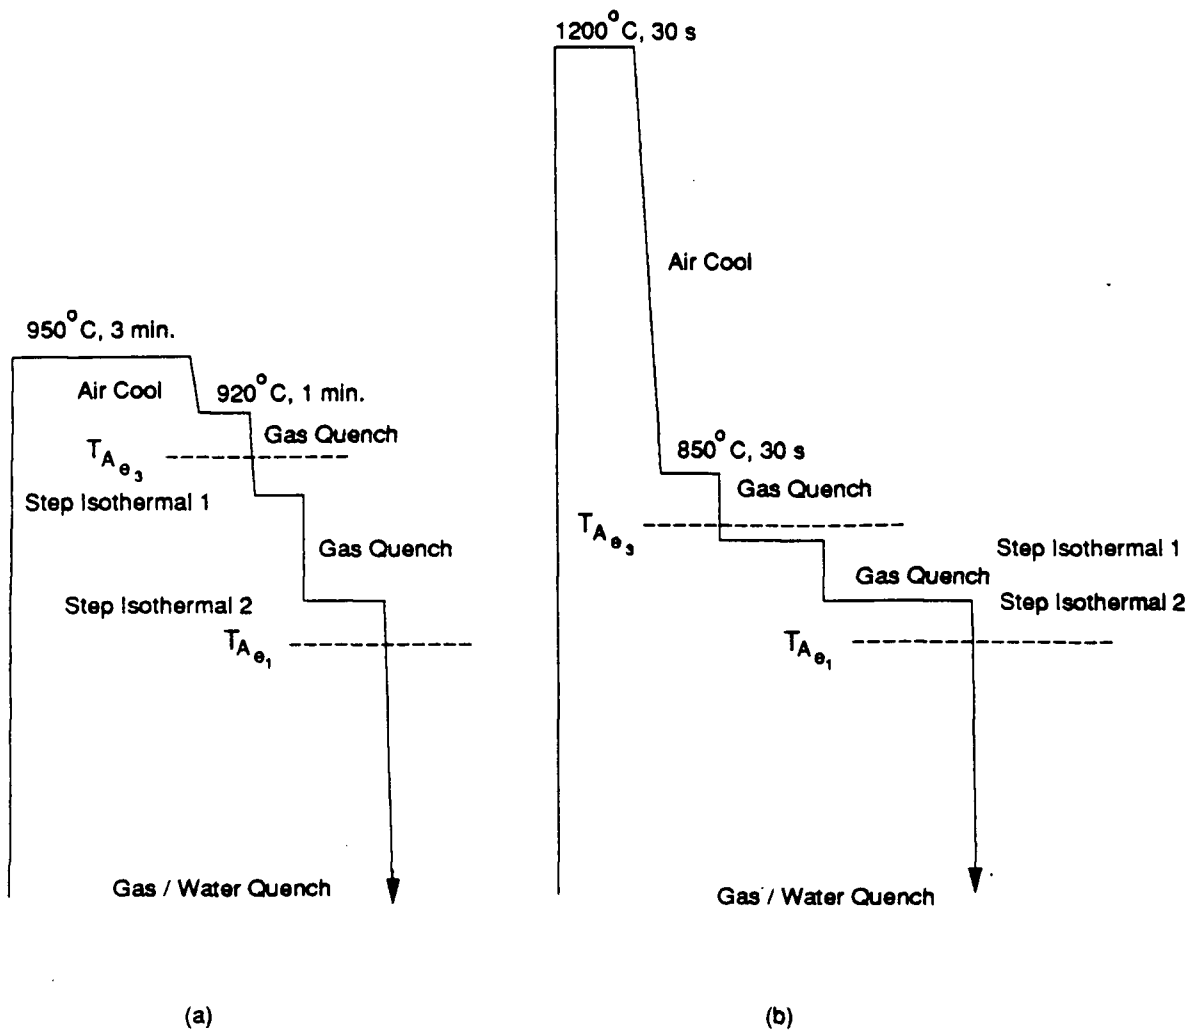 1200°C, 30 s
Air Cool
950°C, 3 min.
Air Cool
920°C, 1 min.
Gas Quench
TAe3
Step Isothermal 1
Gas Quench
Step Isothermal 2
TAe1
Gas / Water Quench
850°C, 30 s
Gas Quench
TAe3
Step Isothermal 1
Gas Quench
Step Isothermal 2
TAe1
Gas / Water Quench
(a)
(b)